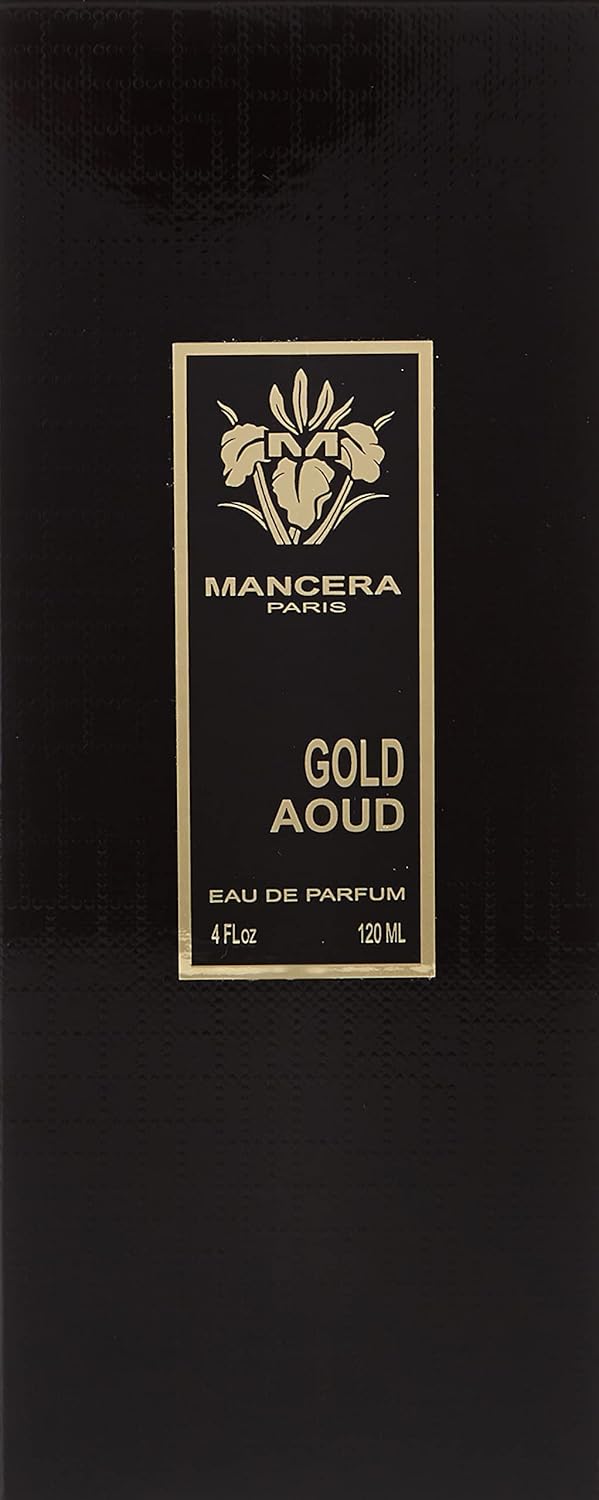 M
MANCERA
PARIS
GOLD
AOUD
EAU DE PARFUM
4 FLoz 120 ML